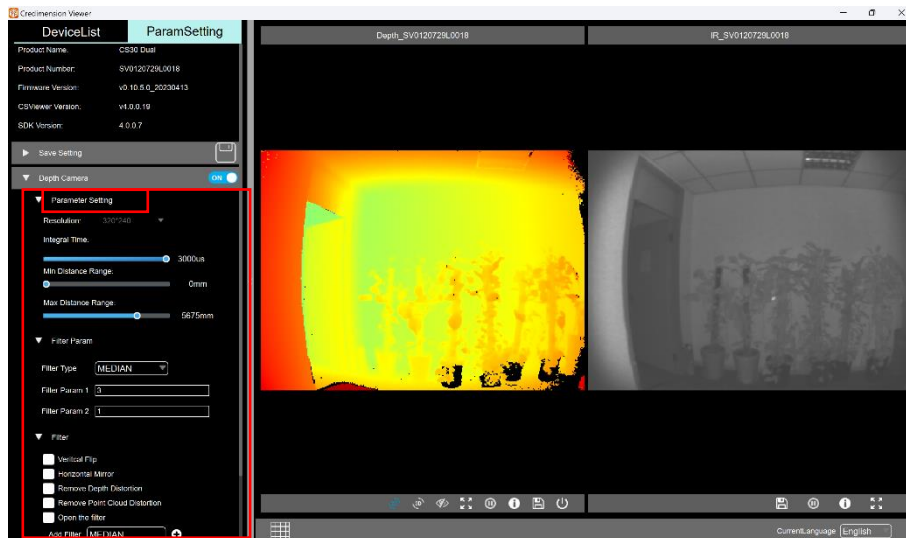 Credimension Viewer
DeviceList
ParamSetting
Product Name: CS30 Dual
Product Number: SV0120729L0018
Firmware Version: v0.10.5.0_20230413
CSViewer Version: v4.0.0.19
SDK Version: 4.0.0.7
Save Setting
Depth Camera ON
Parameter Setting
Resolution: 320*240
Integral Time.
3000us
Min Distance Range:
0mm
Max Distance Range:
5675mm
Filter Param
Filter Type MEDIAN
Filter Param 1 3
Filter Param 2 1
Filter
Veritcal Flip
Horizontal Mirror
Remove Depth Distortion
Remove Point Cloud Distortion
Open the filter
Add Filter MEDIAN
Depth_SV0120729L0018
IR_SV0120729L0018
CurrentLanguage English